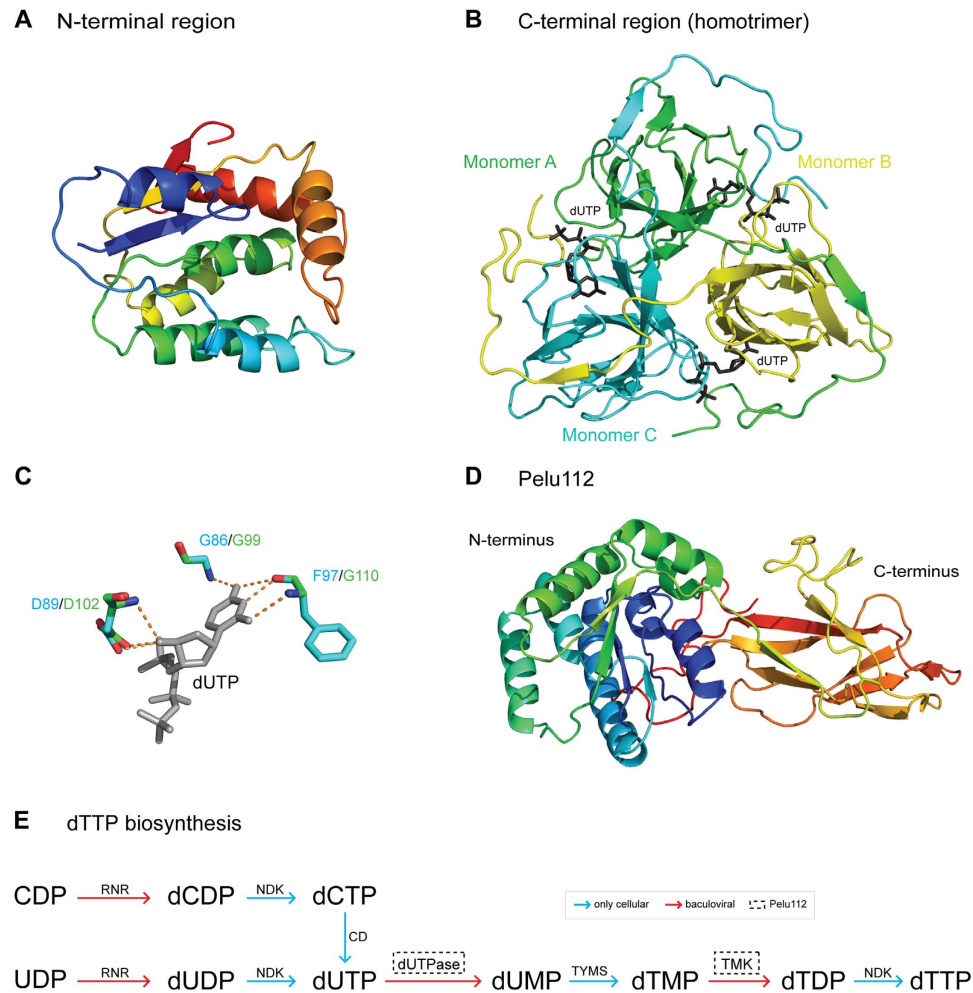 A N-terminal region
B C-terminal region (homotrimer)
Monomer A
Monomer B
dUTP
dUTP
dUTP
Monomer C
C
G86/G99
F97/G110
D89/D102
dUTP
D Pelu112
N-terminus
C-terminus
E dTTP biosynthesis
CDP RNR dCDP NDK dCTP
only cellular baculoviral Pelu112
CD
UDP RNR dUDP NDK dUTP dUTPase dUMP TYMS dTMP TMK dTDP NDK dTTP